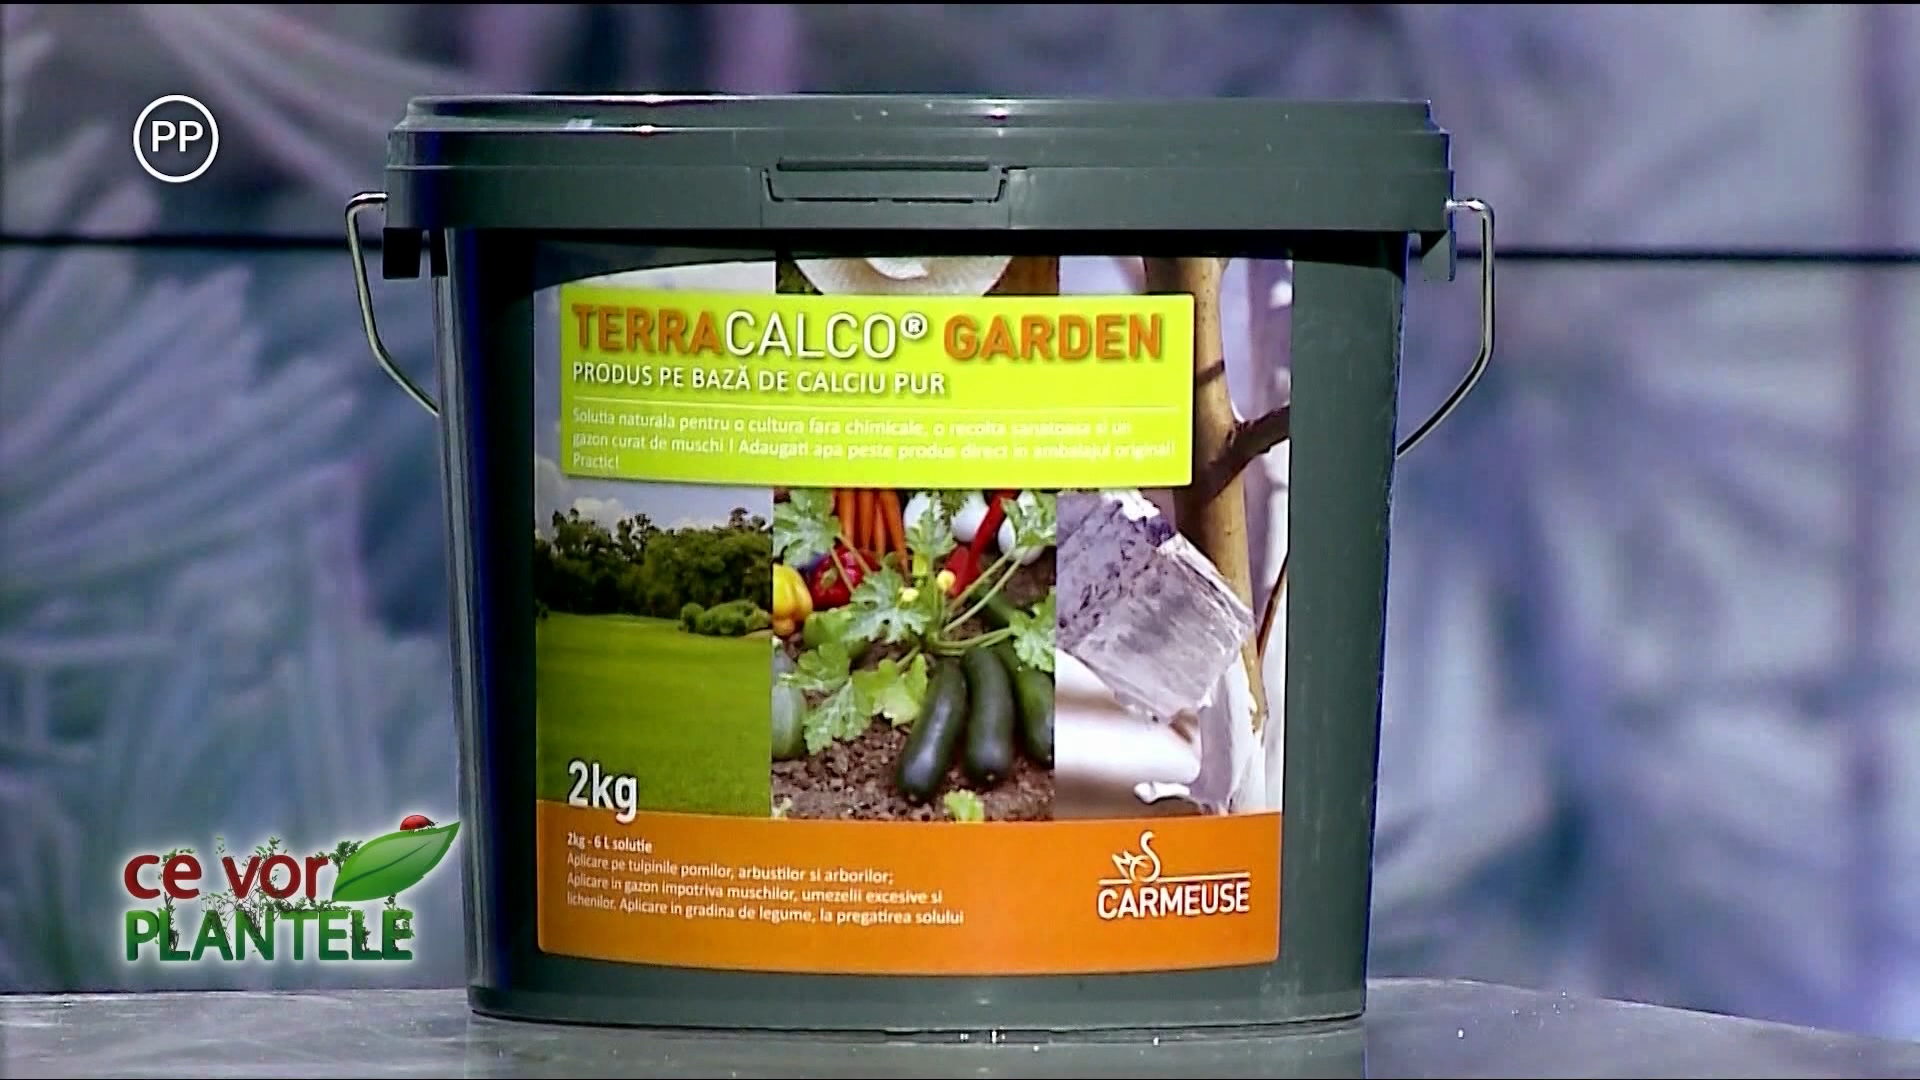 PP
TERRACALCO® GARDEN
PRODUS PE BAZĂ DE CALCIU PUR
Solutia naturala pentru o cultura fara chimicale, o recolta sanatoasa si un
gazon curat de muschi ! Adaugati apa peste produs direct in ambalajul original!
Practic!
2kg
2kg - 6 L solutie
Aplicare pe tulpinile pomilor, arbustilor si arborilor;
Aplicare in gazon impotriva muschilor, umezelii excesive si
lichenilor. Aplicare in gradina de legume, la pregatirea solului
CARMEUSE
ce vor
PLANTELE